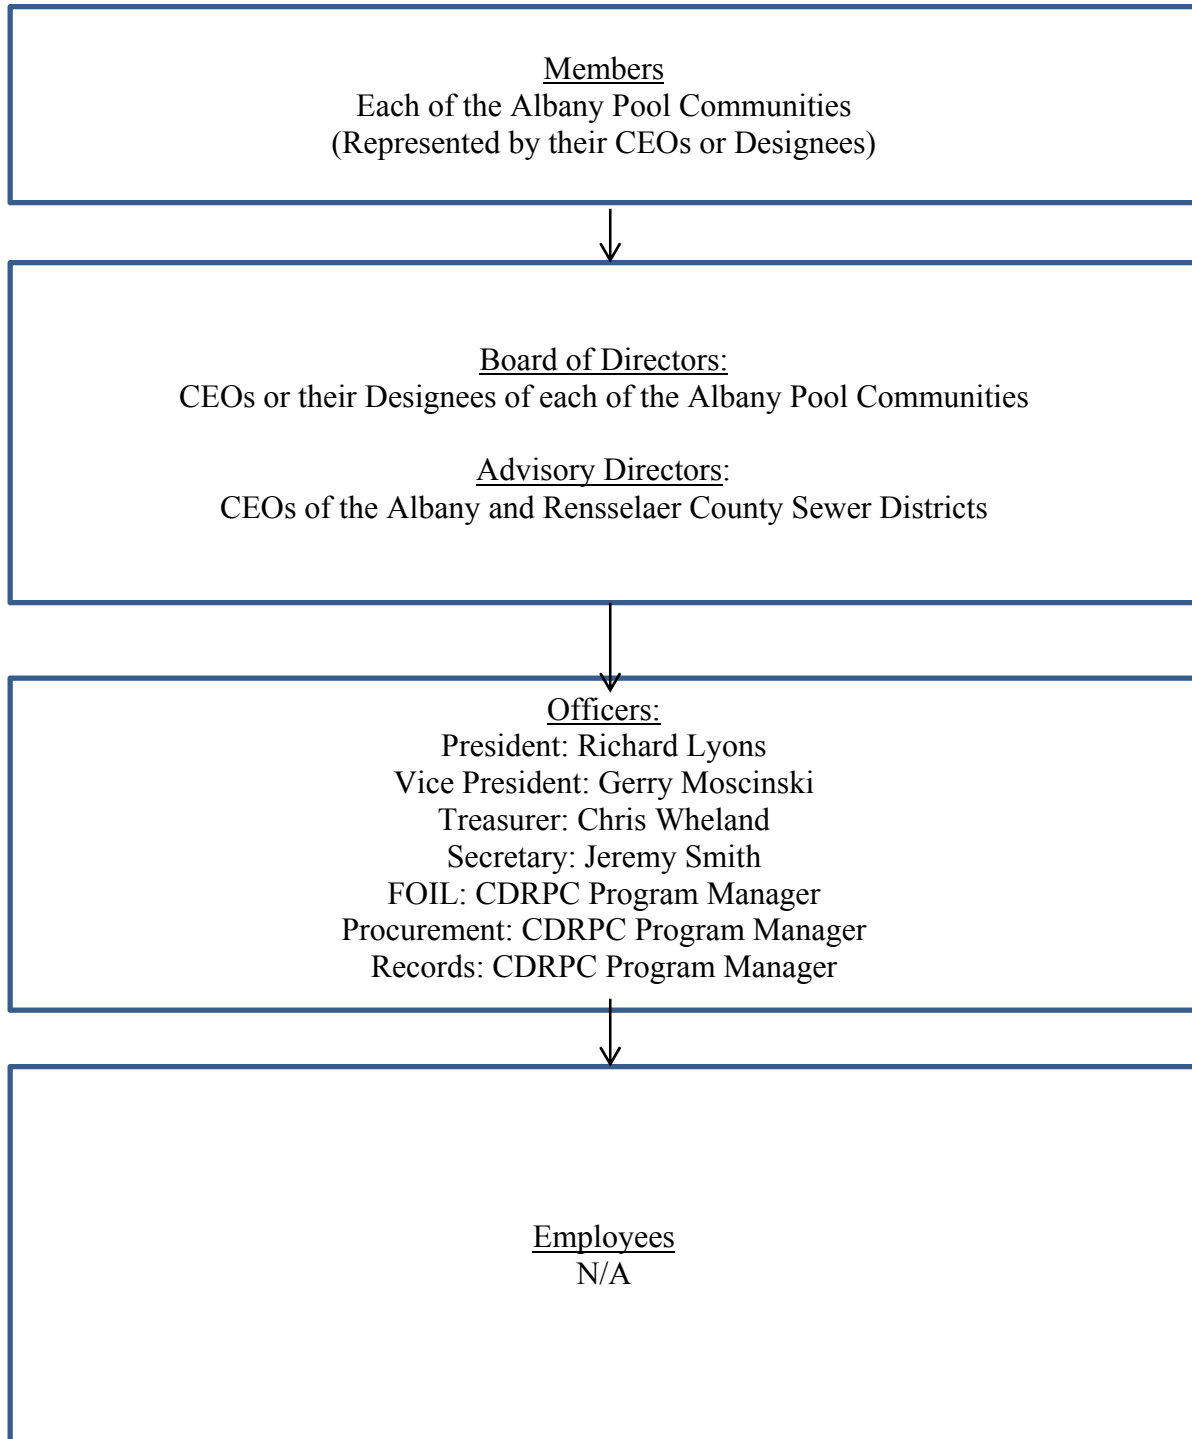 Members
Each of the Albany Pool Communities
(Represented by their CEOs or Designees)
Board of Directors:
CEOs or their Designees of each of the Albany Pool Communities
Advisory Directors:
CEOs of the Albany and Rensselaer County Sewer Districts
Officers:
President: Richard Lyons
Vice President: Gerry Moscinski
Treasurer: Chris Wheland
Secretary: Jeremy Smith
FOIL: CDRPC Program Manager
Procurement: CDRPC Program Manager
Records: CDRPC Program Manager
Employees
N/A